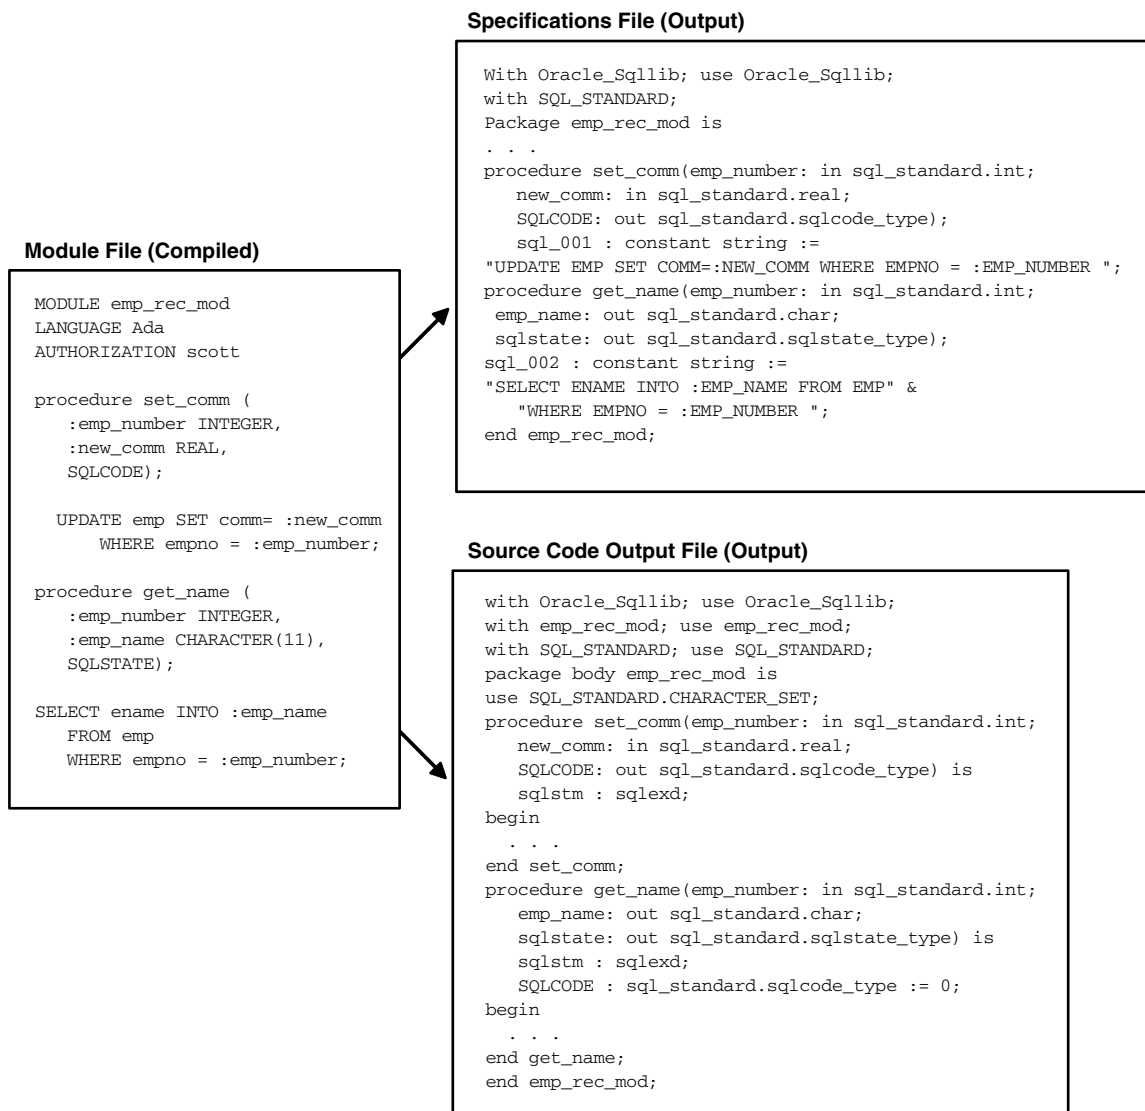 Specifications File (Output)
With Oracle_Sqllib; use Oracle_Sqllib;
with SQL_STANDARD;
Package emp_rec_mod is
. . .
procedure set_comm(emp_number: in sql_standard.int;
new_comm: in sql_standard.real;
SQLCODE: out sql_standard.sqlcode_type);
sql_001 : constant string :=
"UPDATE EMP SET COMM=:NEW_COMM WHERE EMPNO = :EMP_NUMBER ";
procedure get_name(emp_number: in sql_standard.int;
emp_name: out sql_standard.char;
sqlstate: out sql_standard.sqlstate_type);
sql_002 : constant string :=
"SELECT ENAME INTO :EMP_NAME FROM EMP" &
"WHERE EMPNO = :EMP_NUMBER ";
end emp_rec_mod;
Module File (Compiled)
MODULE emp_rec_mod
LANGUAGE Ada
AUTHORIZATION scott
procedure set_comm (
:emp_number INTEGER,
:new_comm REAL,
SQLCODE);
UPDATE emp SET comm= :new_comm
WHERE empno = :emp_number;
procedure get_name (
:emp_number INTEGER,
:emp_name CHARACTER(11),
SQLSTATE);
SELECT ename INTO :emp_name
FROM emp
WHERE empno = :emp_number;
Source Code Output File (Output)
with Oracle_Sqllib; use Oracle_Sqllib;
with emp_rec_mod; use emp_rec_mod;
with SQL_STANDARD; use SQL_STANDARD;
package body emp_rec_mod is
use SQL_STANDARD.CHARACTER_SET;
procedure set_comm(emp_number: in sql_standard.int;
new_comm: in sql_standard.real;
SQLCODE: out sql_standard.sqlcode_type) is
sqlstm : sqlexd;
begin
. . .
end set_comm;
procedure get_name(emp_number: in sql_standard.int;
emp_name: out sql_standard.char;
sqlstate: out sql_standard.sqlstate_type) is
sqlstm : sqlexd;
SQLCODE : sql_standard.sqlcode_type := 0;
begin
. . .
end get_name;
end emp_rec_mod;